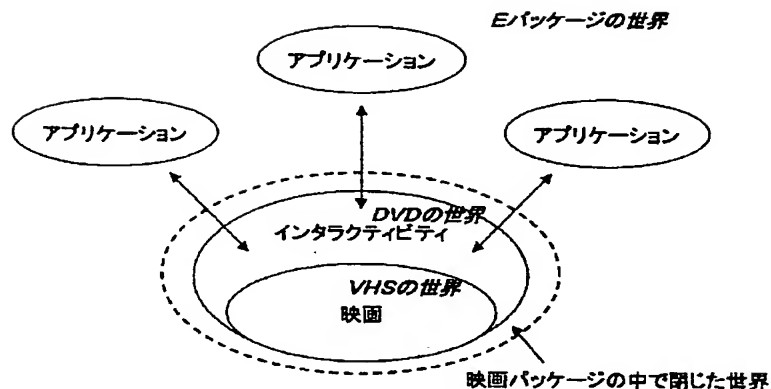 Eパッケージの世界
アプリケーション
アプリケーション
アプリケーション
DVDの世界
インタラクティビティ
VHSの世界
映画
映画パッケージの中で閉じた世界